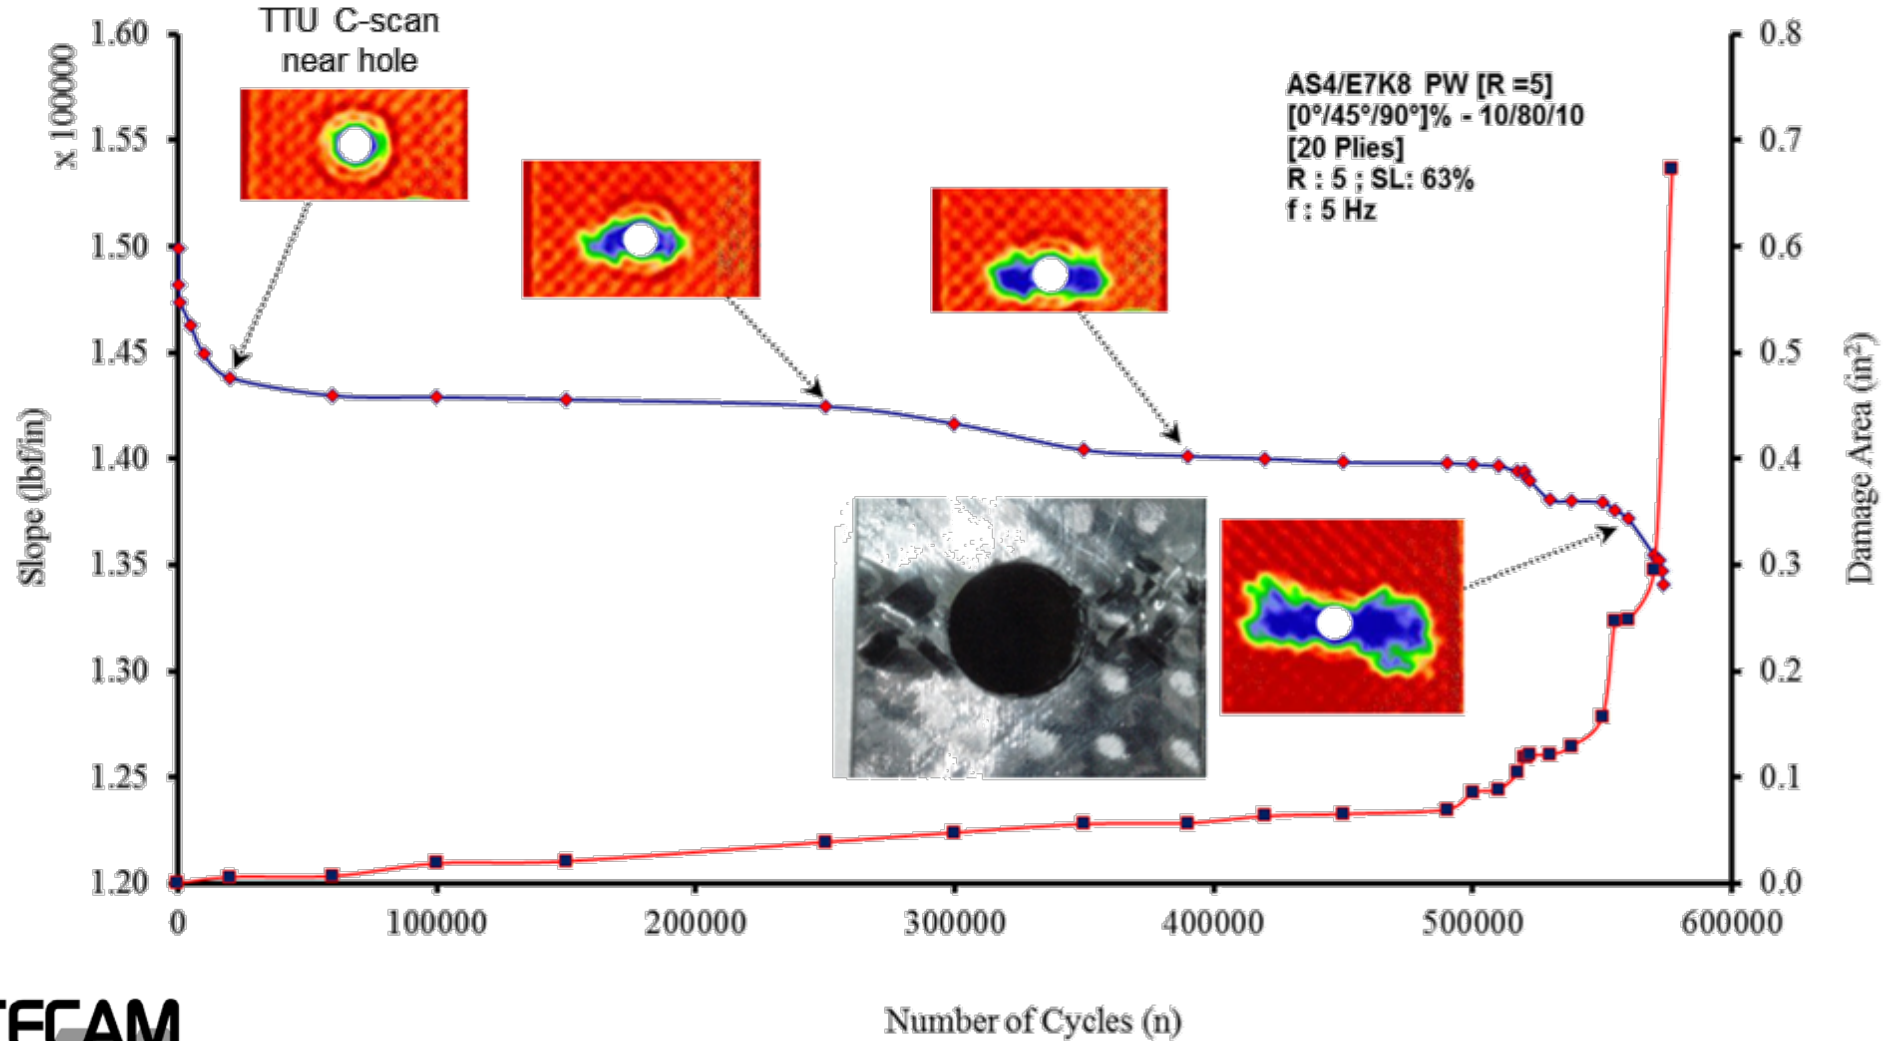 TTU C-scan
near hole
x 100000
1.60
1.55
1.50
1.45
1.40
1.35
1.30
1.25
1.20
Slope (lbf/in)
AS4/E7K8 PW [R =5]
[0°/45°/90°]% - 10/80/10
[20 Plies]
R : 5 ; SL: 63%
f : 5 Hz
0.8
0.7
0.6
0.5
0.4
0.3
0.2
0.1
0.0
Damage Area (in²)
0
100000
200000
300000
400000
500000
600000
Number of Cycles (n)
TECAM